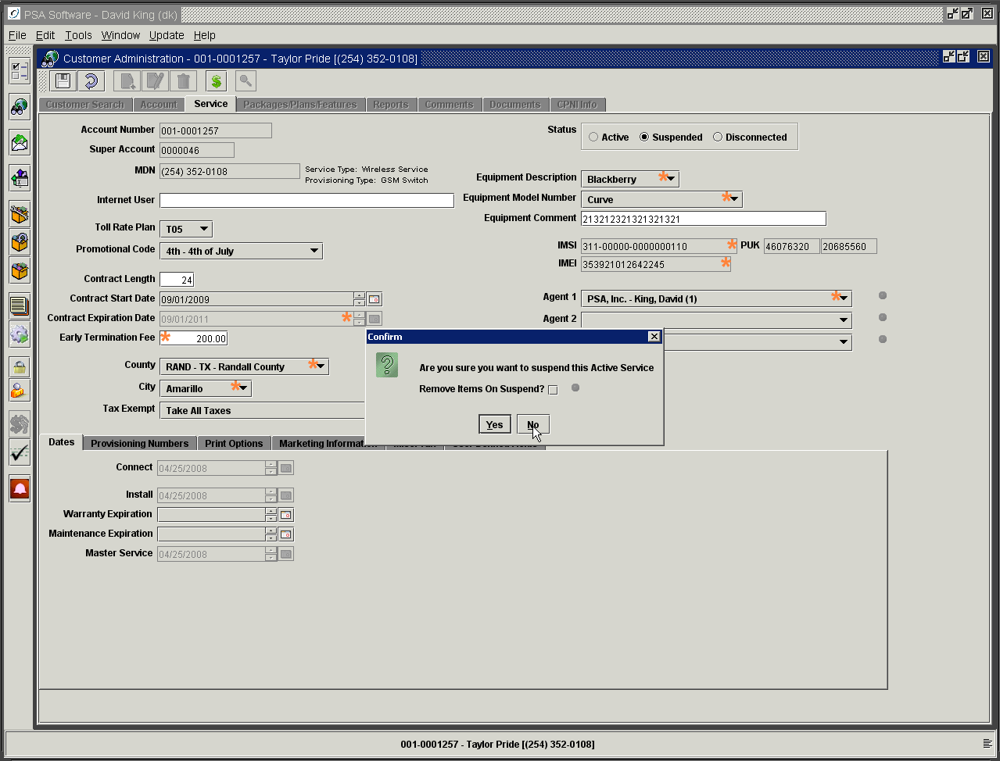 PSA Software - David King (dk)
File Edit Tools Window Update Help
Customer Administration - 001-0001257 - Taylor Pride [(254) 352-0108]
Customer Search Account Service Packages/Plans/Features Reports Comments Documents CPNI Info
Account Number 001-0001257
Super Account 0000046
MDN (254) 352-0108
Service Type: Wireless Service
Provisioning Type: GSM Switch
Internet User
Toll Rate Plan T05
Promotional Code 4th - 4th of July
Contract Length 24
Contract Start Date 09/01/2009
Contract Expiration Date 09/01/2011
Early Termination Fee 200.00
County RAND - TX - Randall County
City Amarillo
Tax Exempt Take All Taxes
Status Active Suspended Disconnected
Equipment Description Blackberry
Equipment Model Number Curve
Equipment Comment 213212321321321321
IMSI 311-00000-0000000110 PUK 46076320 20685560
IMEI 353921012642245
Agent 1 PSA, Inc. - King, David (1)
Agent 2
Confirm
Are you sure you want to suspend this Active Service
Remove Items On Suspend?
Yes No
Dates Provisioning Numbers Print Options Marketing Informa
Connect 04/25/2008
Install 04/25/2008
Warranty Expiration
Maintenance Expiration
Master Service 04/25/2008
001-0001257 - Taylor Pride [(254) 352-0108]